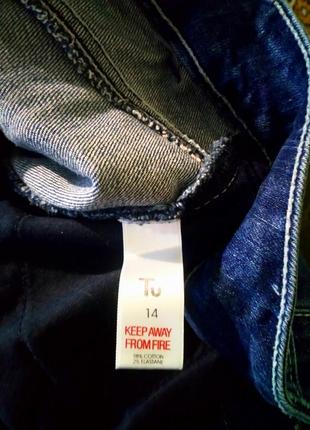 Tu
14
KEEP AWAY
FROM FIRE
98% COTTON
2% ELASTANE